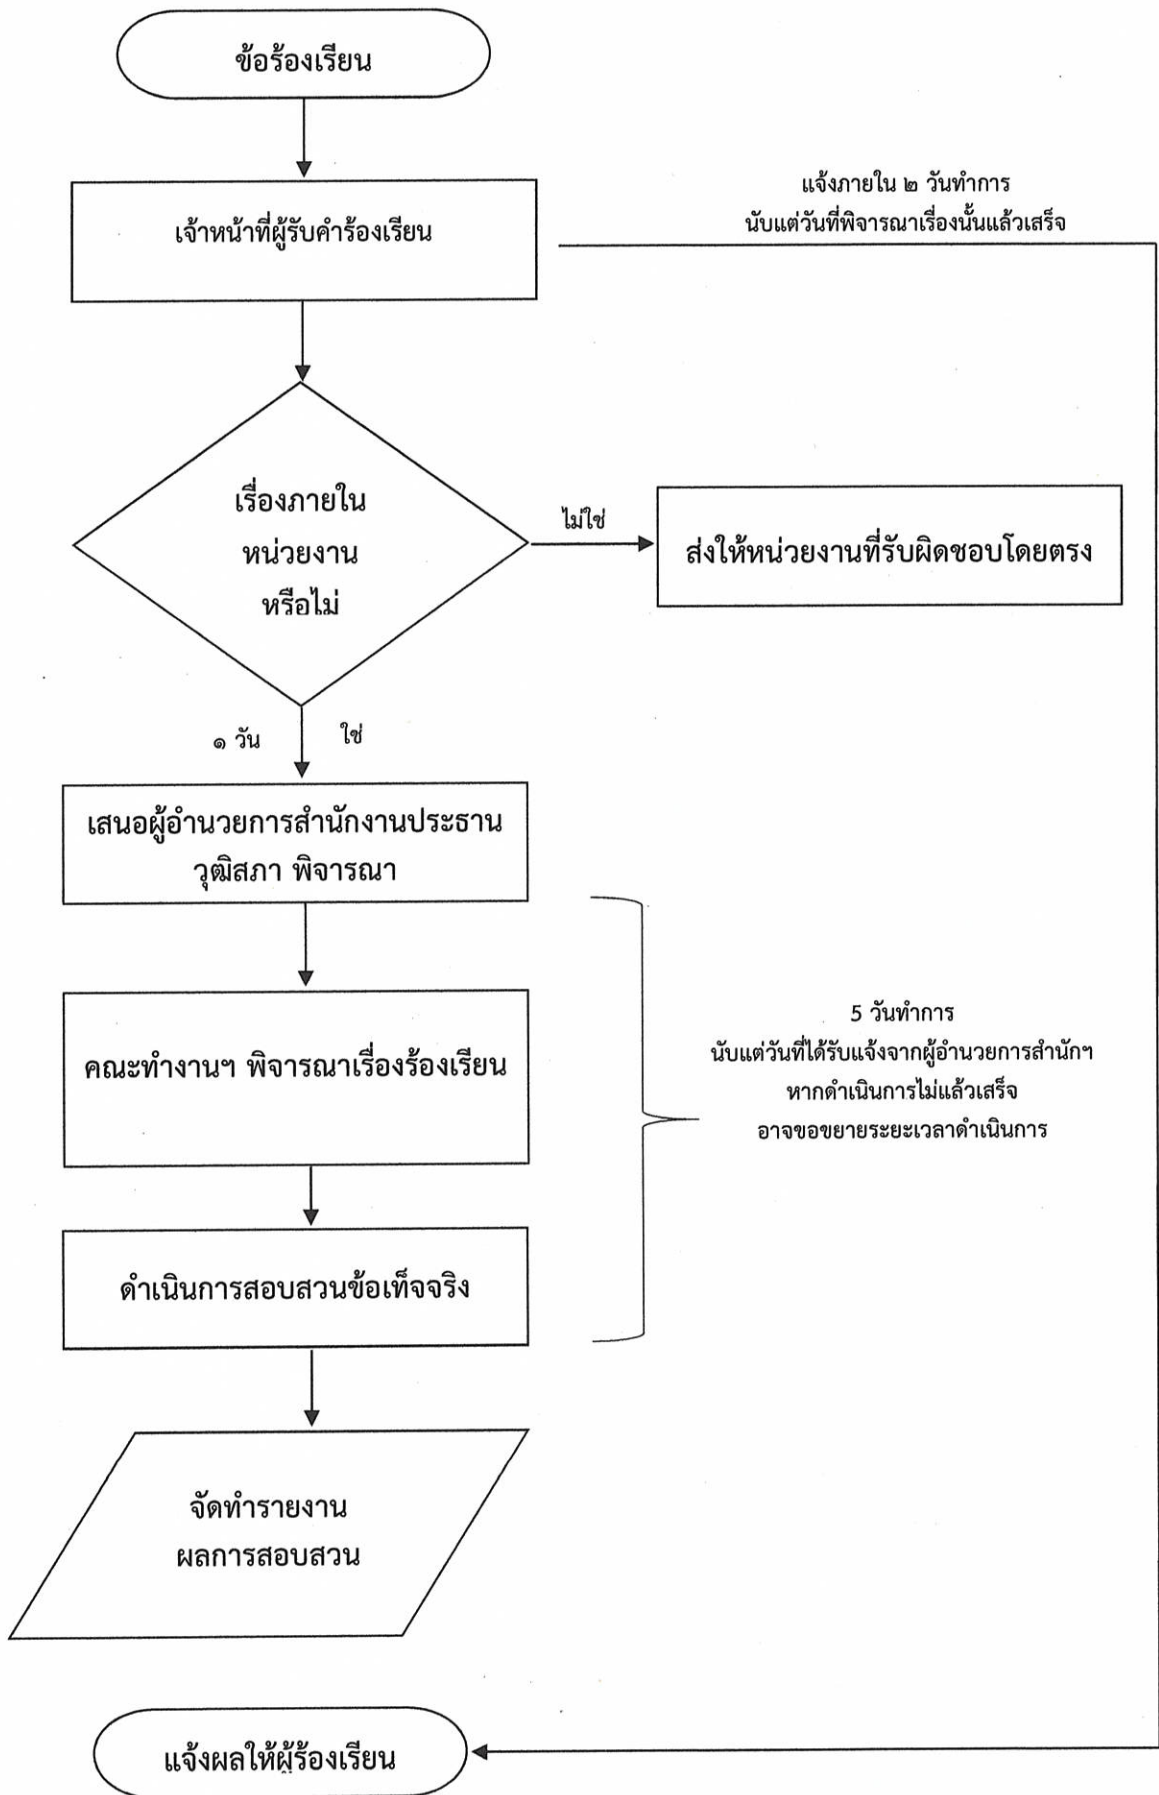 ข้อร้องเรียน
เจ้าหน้าที่ผู้รับคำร้องเรียน
แจ้งภายใน ๒ วันทำการ
นับแต่วันที่พิจารณาเรื่องนั้นแล้วเสร็จ
เรื่องภายใน
หน่วยงาน
หรือไม่
ไม่ใช่
ส่งให้หน่วยงานที่รับผิดชอบโดยตรง
๑ วัน
ใช่
เสนอผู้อำนวยการสำนักงานประธาน
วุฒิสภา พิจารณา
คณะทำงานฯ พิจารณาเรื่องร้องเรียน
5 วันทำการ
นับแต่วันที่ได้รับแจ้งจากผู้อำนวยการสำนักฯ
หากดำเนินการไม่แล้วเสร็จ
อาจขอขยายระยะเวลาดำเนินการ
ดำเนินการสอบสวนข้อเท็จจริง
จัดทำรายงาน
ผลการสอบสวน
แจ้งผลให้ผู้ร้องเรียน